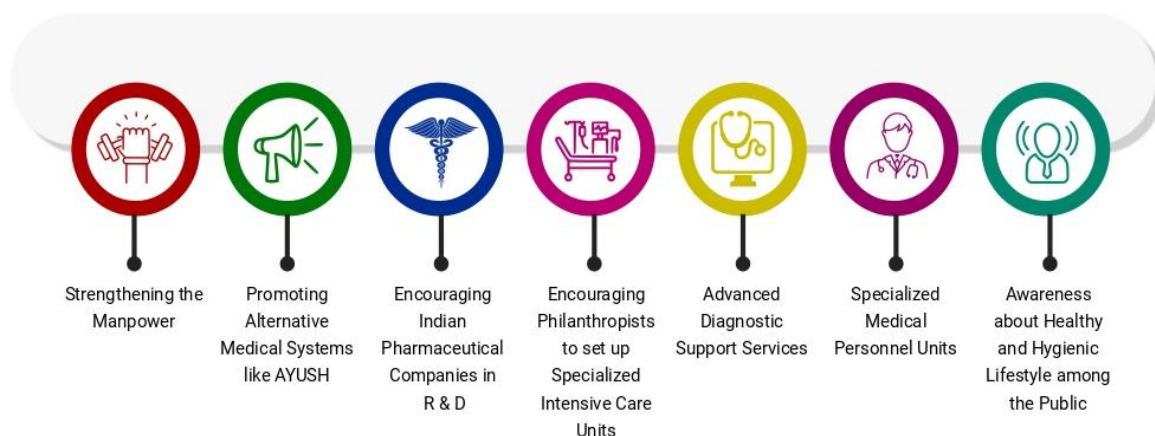 Strengthening the
Manpower
Promoting
Alternative
Medical Systems
like AYUSH
Encouraging
Indian
Pharmaceutical
Companies in
R & D
Encouraging
Philanthropists
to set up
Specialized
Intensive Care
Units
Advanced
Diagnostic
Support Services
Specialized
Medical
Personnel Units
Awareness
about Healthy
and Hygienic
Lifestyle among
the Public